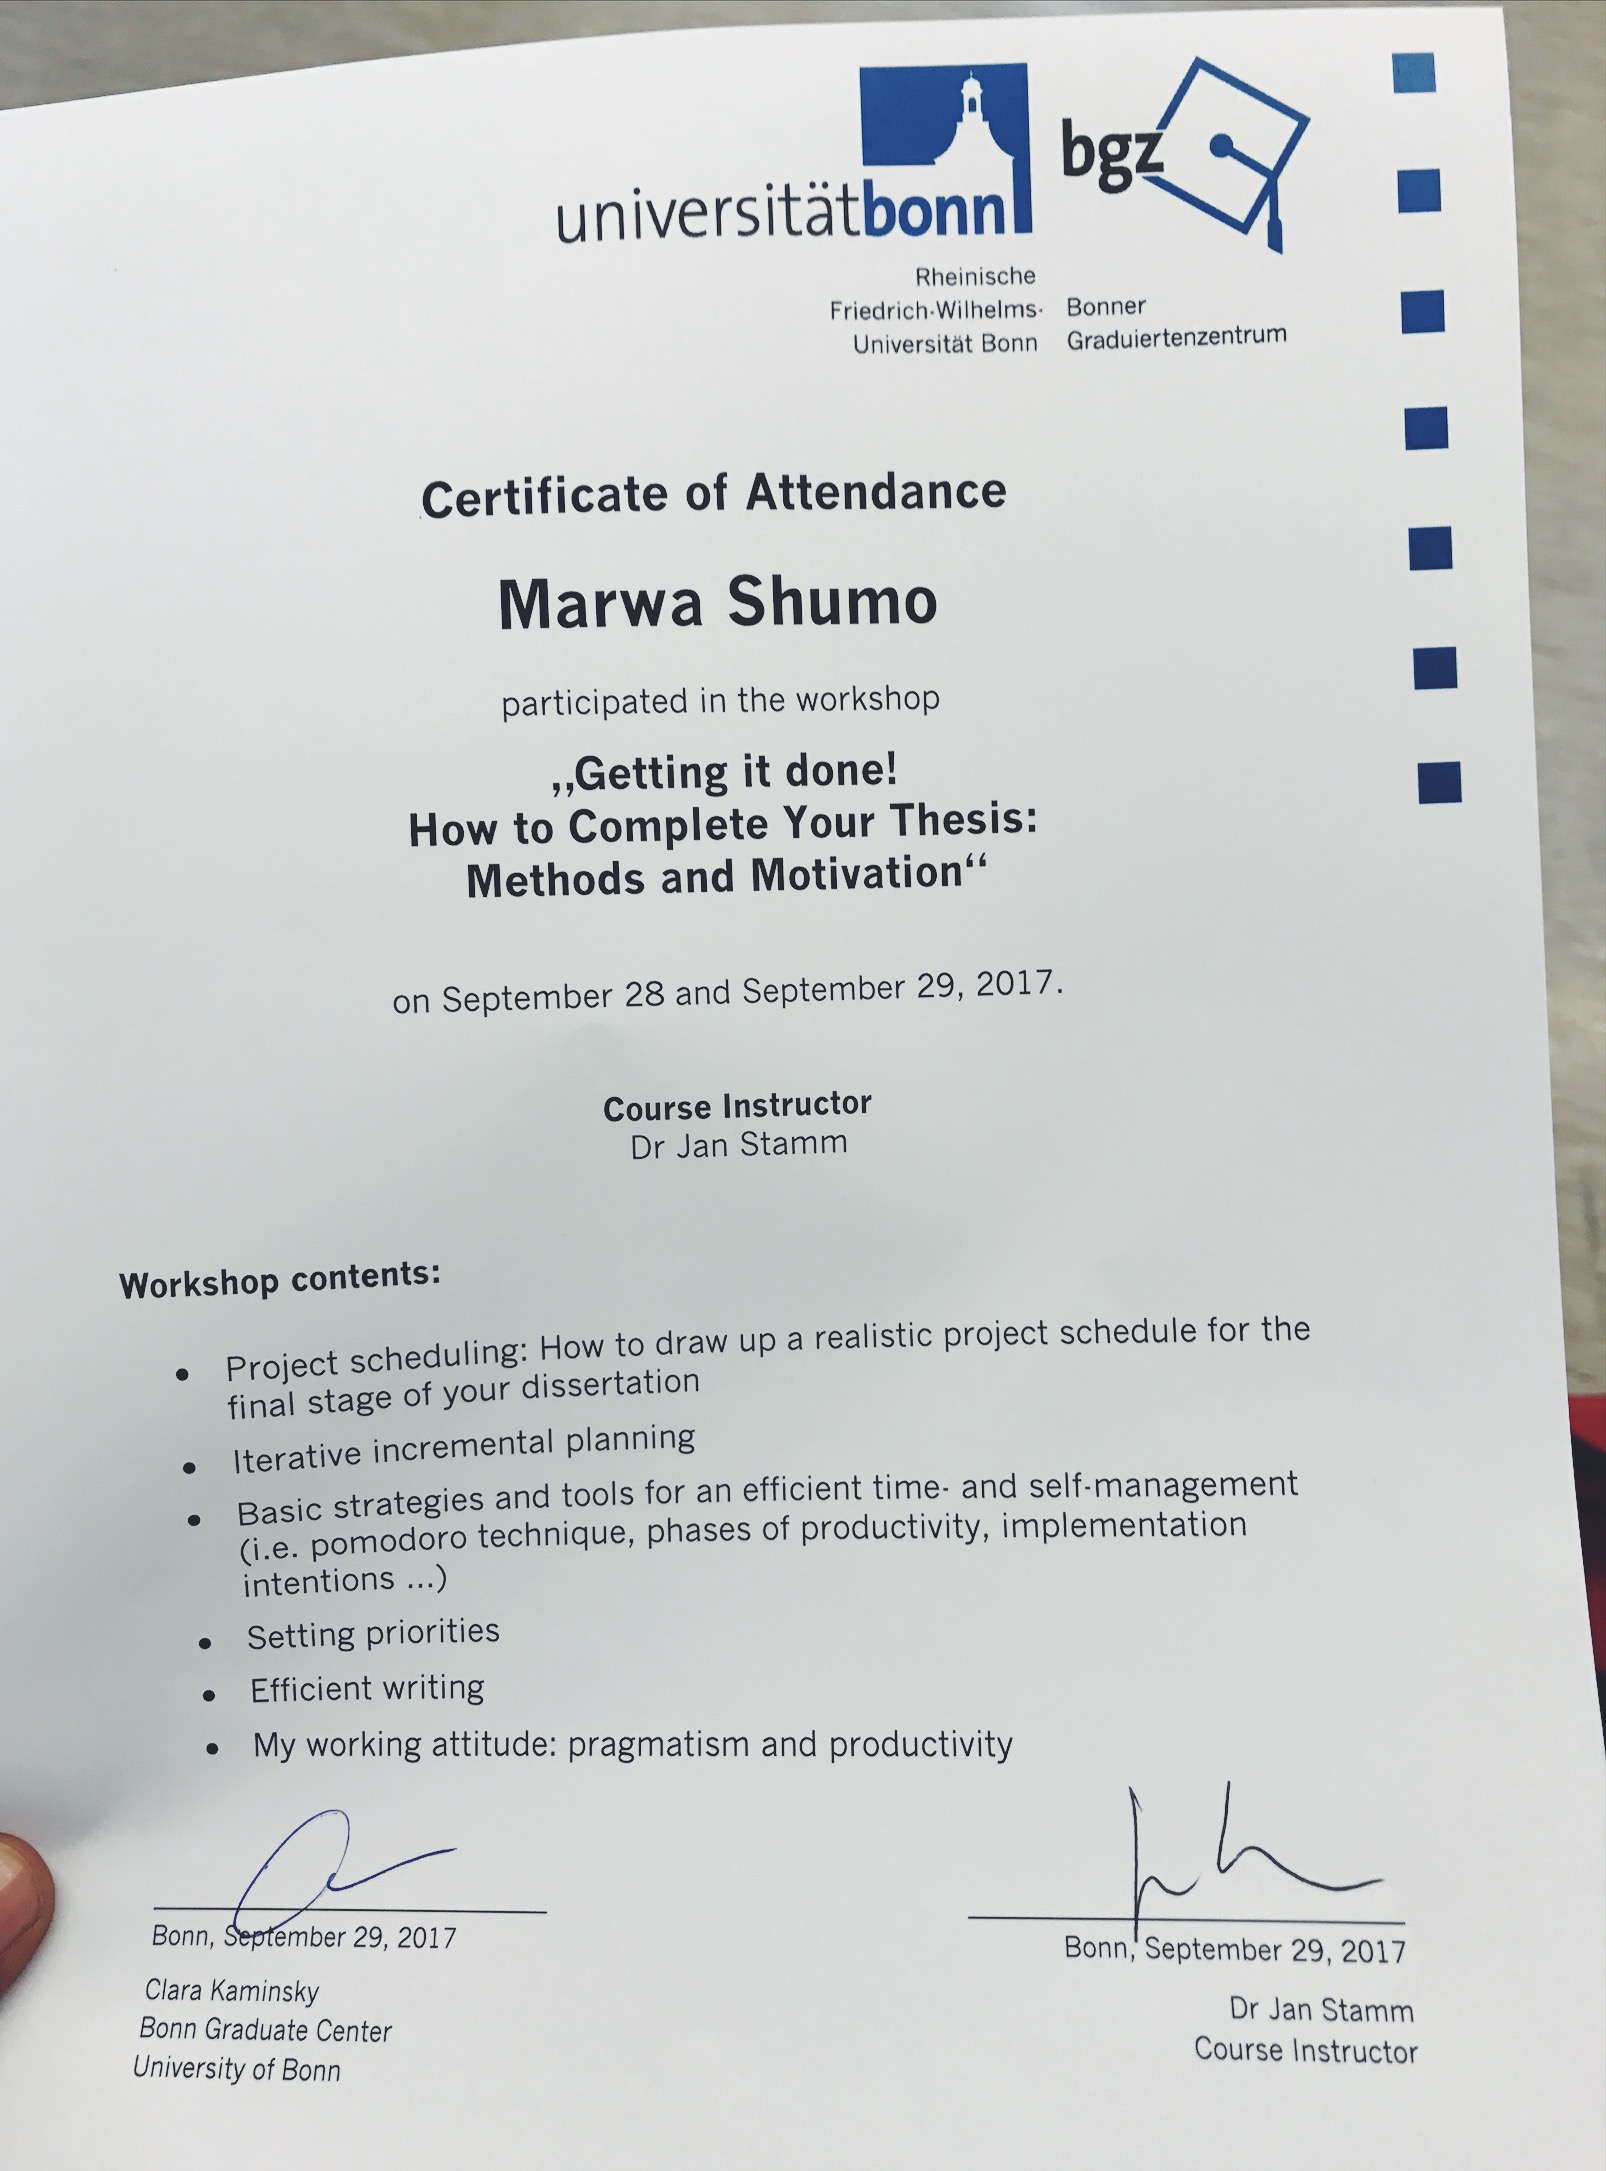 universitätbonn
bgz
Rheinische
Friedrich-Wilhelms-
Universität Bonn
Bonner
Graduiertenzentrum
Certificate of Attendance
Marwa Shumo
participated in the workshop
„Getting it done!
How to Complete Your Thesis:
Methods and Motivation“
on September 28 and September 29, 2017.
Course Instructor
Dr Jan Stamm
Workshop contents:
• Project scheduling: How to draw up a realistic project schedule for the
final stage of your dissertation
• Iterative incremental planning
• Basic strategies and tools for an efficient time- and self-management
(i.e. pomodoro technique, phases of productivity, implementation
intentions ...)
• Setting priorities
• Efficient writing
• My working attitude: pragmatism and productivity
Bonn, September 29, 2017
Clara Kaminsky
Bonn Graduate Center
University of Bonn
Bonn, September 29, 2017
Dr Jan Stamm
Course Instructor